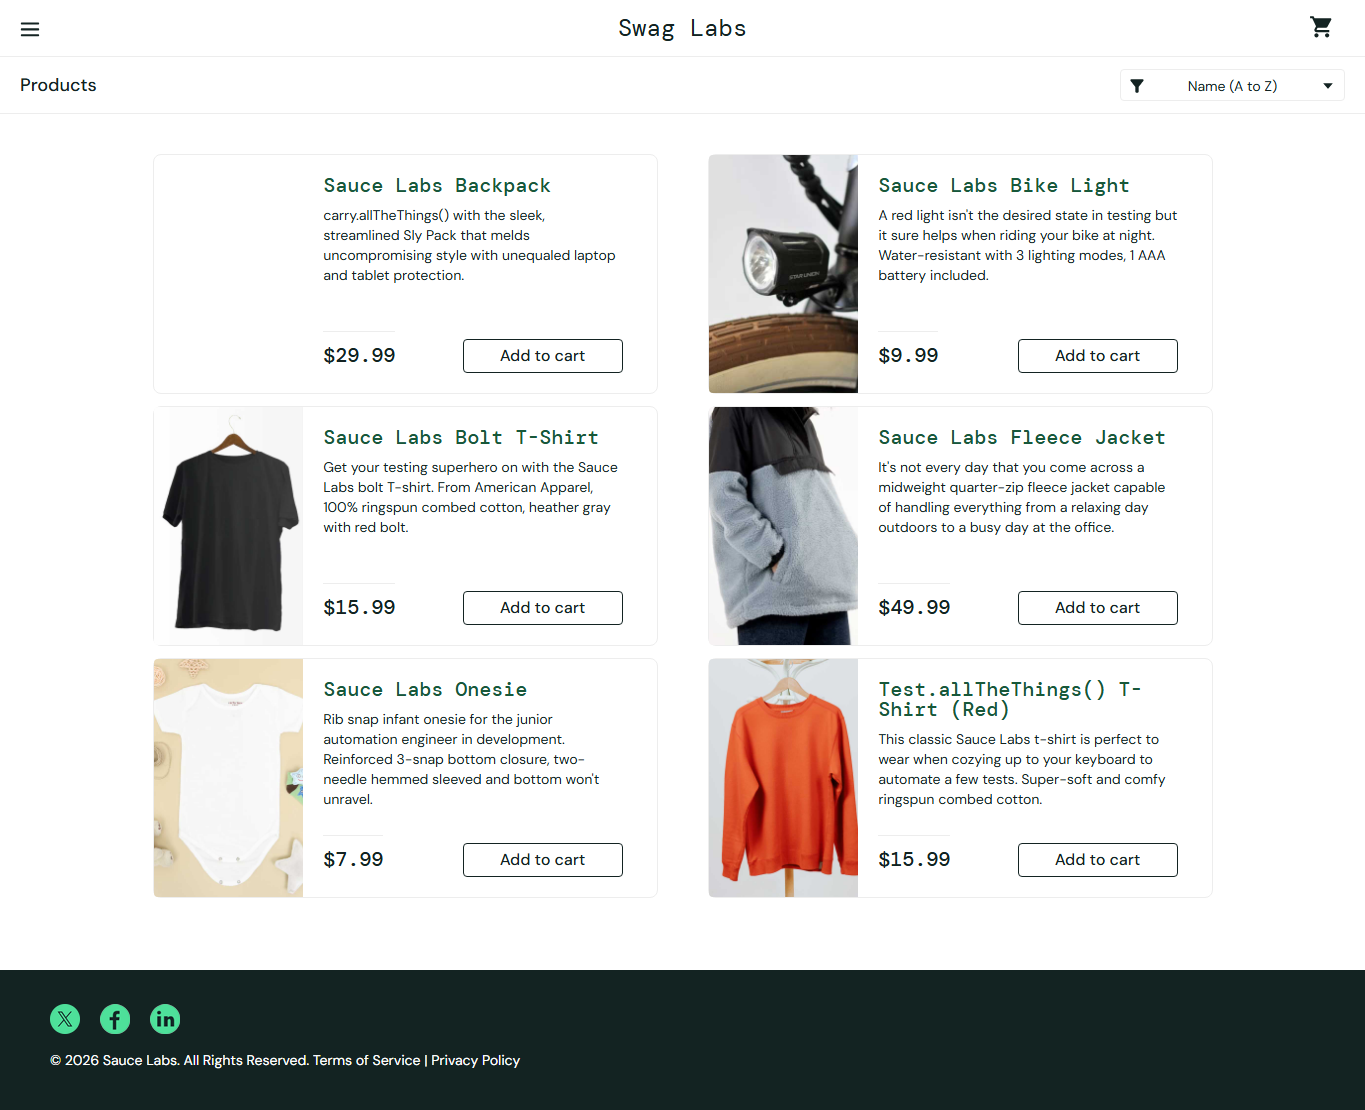 Swag Labs
Products
Name (A to Z)
Sauce Labs Backpack
carry.allTheThings() with the sleek,
streamlined Sly Pack that melds
uncompromising style with unequaled laptop
and tablet protection.
$29.99
Add to cart
Sauce Labs Bike Light
A red light isn't the desired state in testing but
it sure helps when riding your bike at night.
Water-resistant with 3 lighting modes, 1 AAA
battery included.
$9.99
Add to cart
STAR UNION
Sauce Labs Bolt T-Shirt
Get your testing superhero on with the Sauce
Labs bolt T-shirt. From American Apparel,
100% ringspun combed cotton, heather gray
with red bolt.
$15.99
Add to cart
Sauce Labs Fleece Jacket
It's not every day that you come across a
midweight quarter-zip fleece jacket capable
of handling everything from a relaxing day
outdoors to a busy day at the office.
$49.99
Add to cart
Sauce Labs Onesie
Rib snap infant onesie for the junior
automation engineer in development.
Reinforced 3-snap bottom closure, two-
needle hemmed sleeved and bottom won't
unravel.
$7.99
Add to cart
Test.allTheThings() T-
Shirt (Red)
This classic Sauce Labs t-shirt is perfect to
wear when cozying up to your keyboard to
automate a few tests. Super-soft and comfy
ringspun combed cotton.
$15.99
Add to cart
© 2026 Sauce Labs. All Rights Reserved. Terms of Service | Privacy Policy